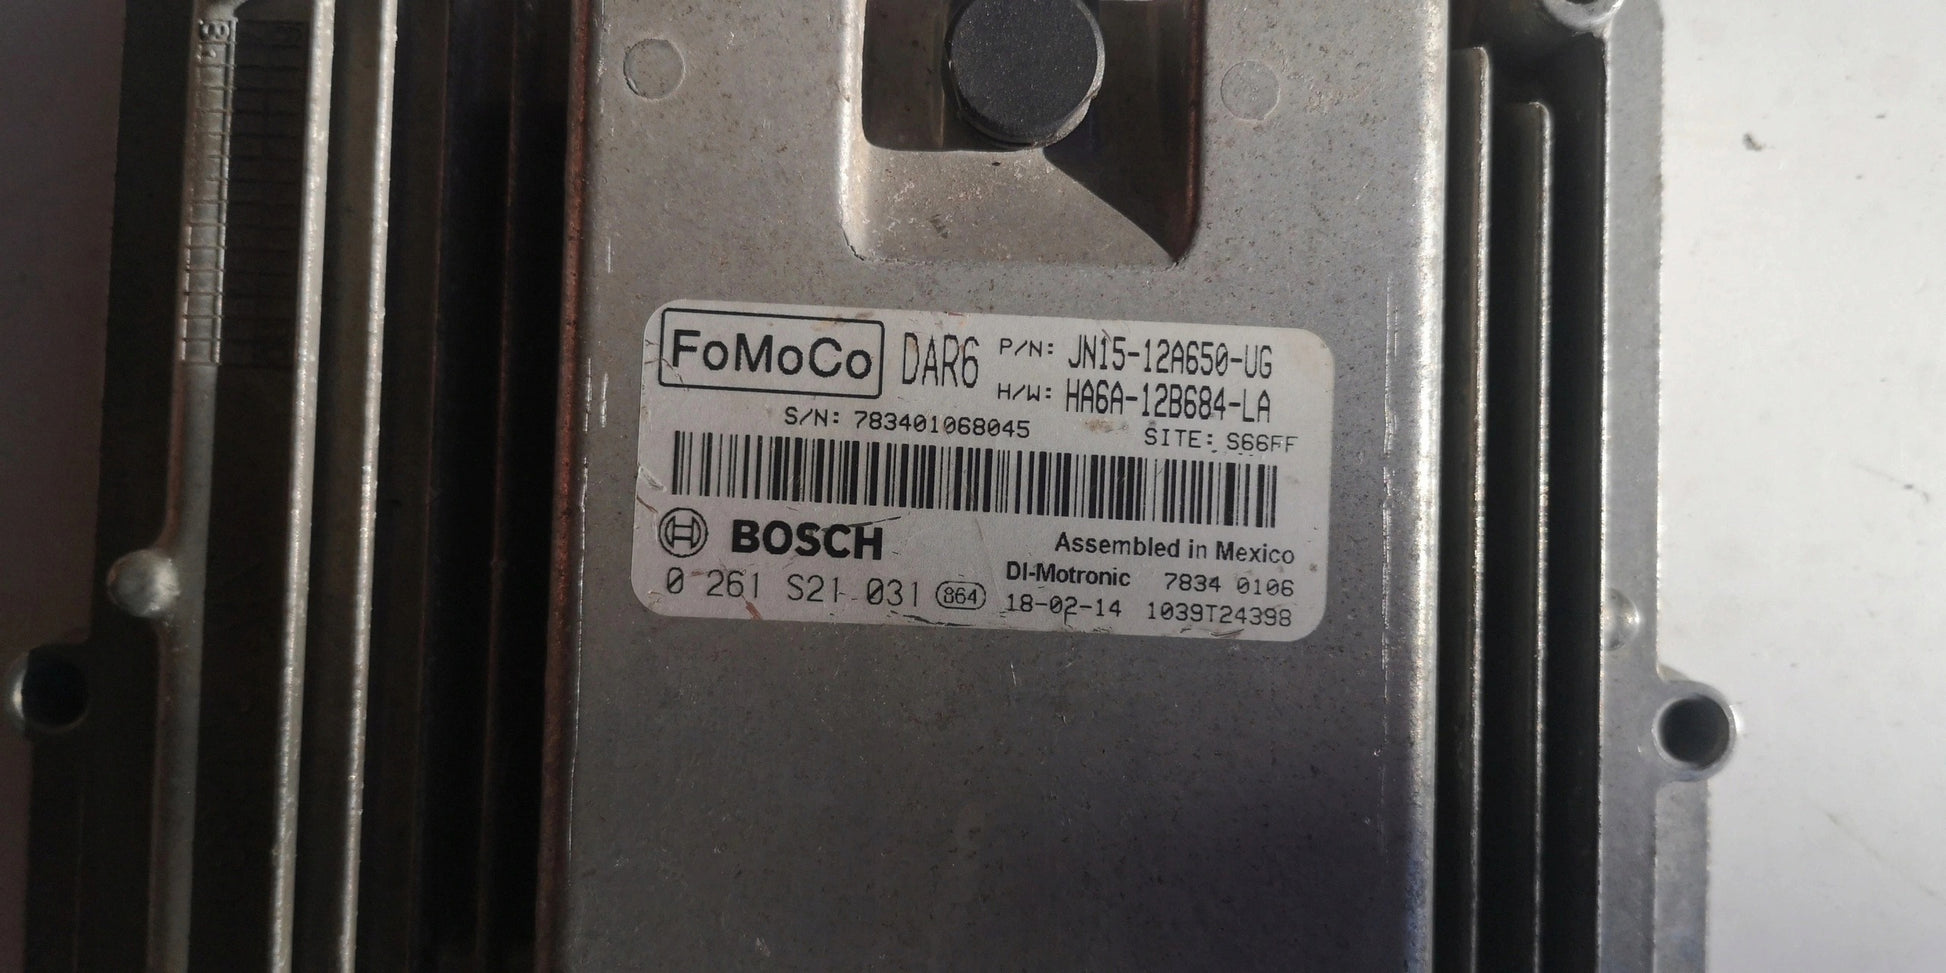 FoMoCo DAR6 P/N: JN15-12A650-UG
H/W: HA6A-12B684-LA
S/N: 783401068045 SITE: S66FF
BOSCH Assembled in Mexico
DI-Motronic 7834 0106
0 261 S21 031 864 18-02-14 1039T24398